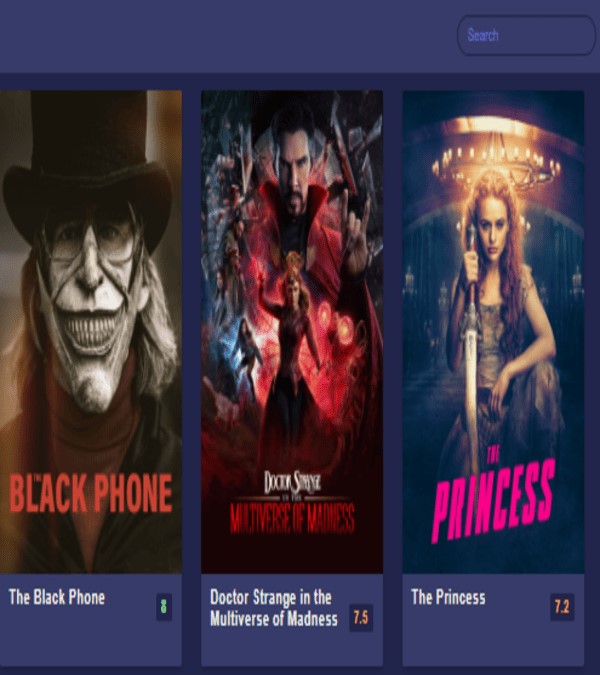 Search
THE
BLACK PHONE
DOCTOR STRANGE
IN THE
MULTIVERSE OF MADNESS
THE
PRINCESS
The Black Phone
8
Doctor Strange in the
Multiverse of Madness
7.5
The Princess
7.2